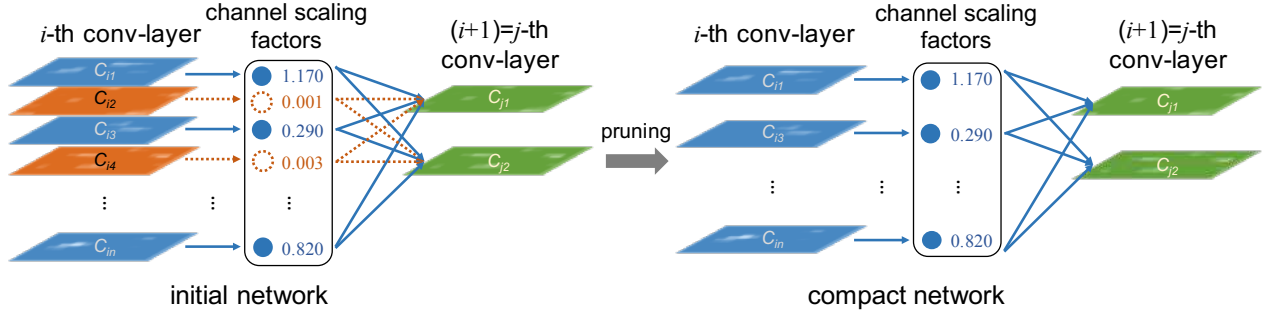 channel scaling
factors
i-th conv-layer
(i+1)=j-th
conv-layer
Ci1
1.170
Ci2
0.001
Cj1
Ci3
0.290
Ci4
0.003
Cj2
...
...
...
Cin
0.820
initial network
pruning
channel scaling
factors
i-th conv-layer
(i+1)=j-th
conv-layer
Ci1
1.170
Cj1
Ci3
0.290
Cj2
...
...
...
Cin
0.820
compact network